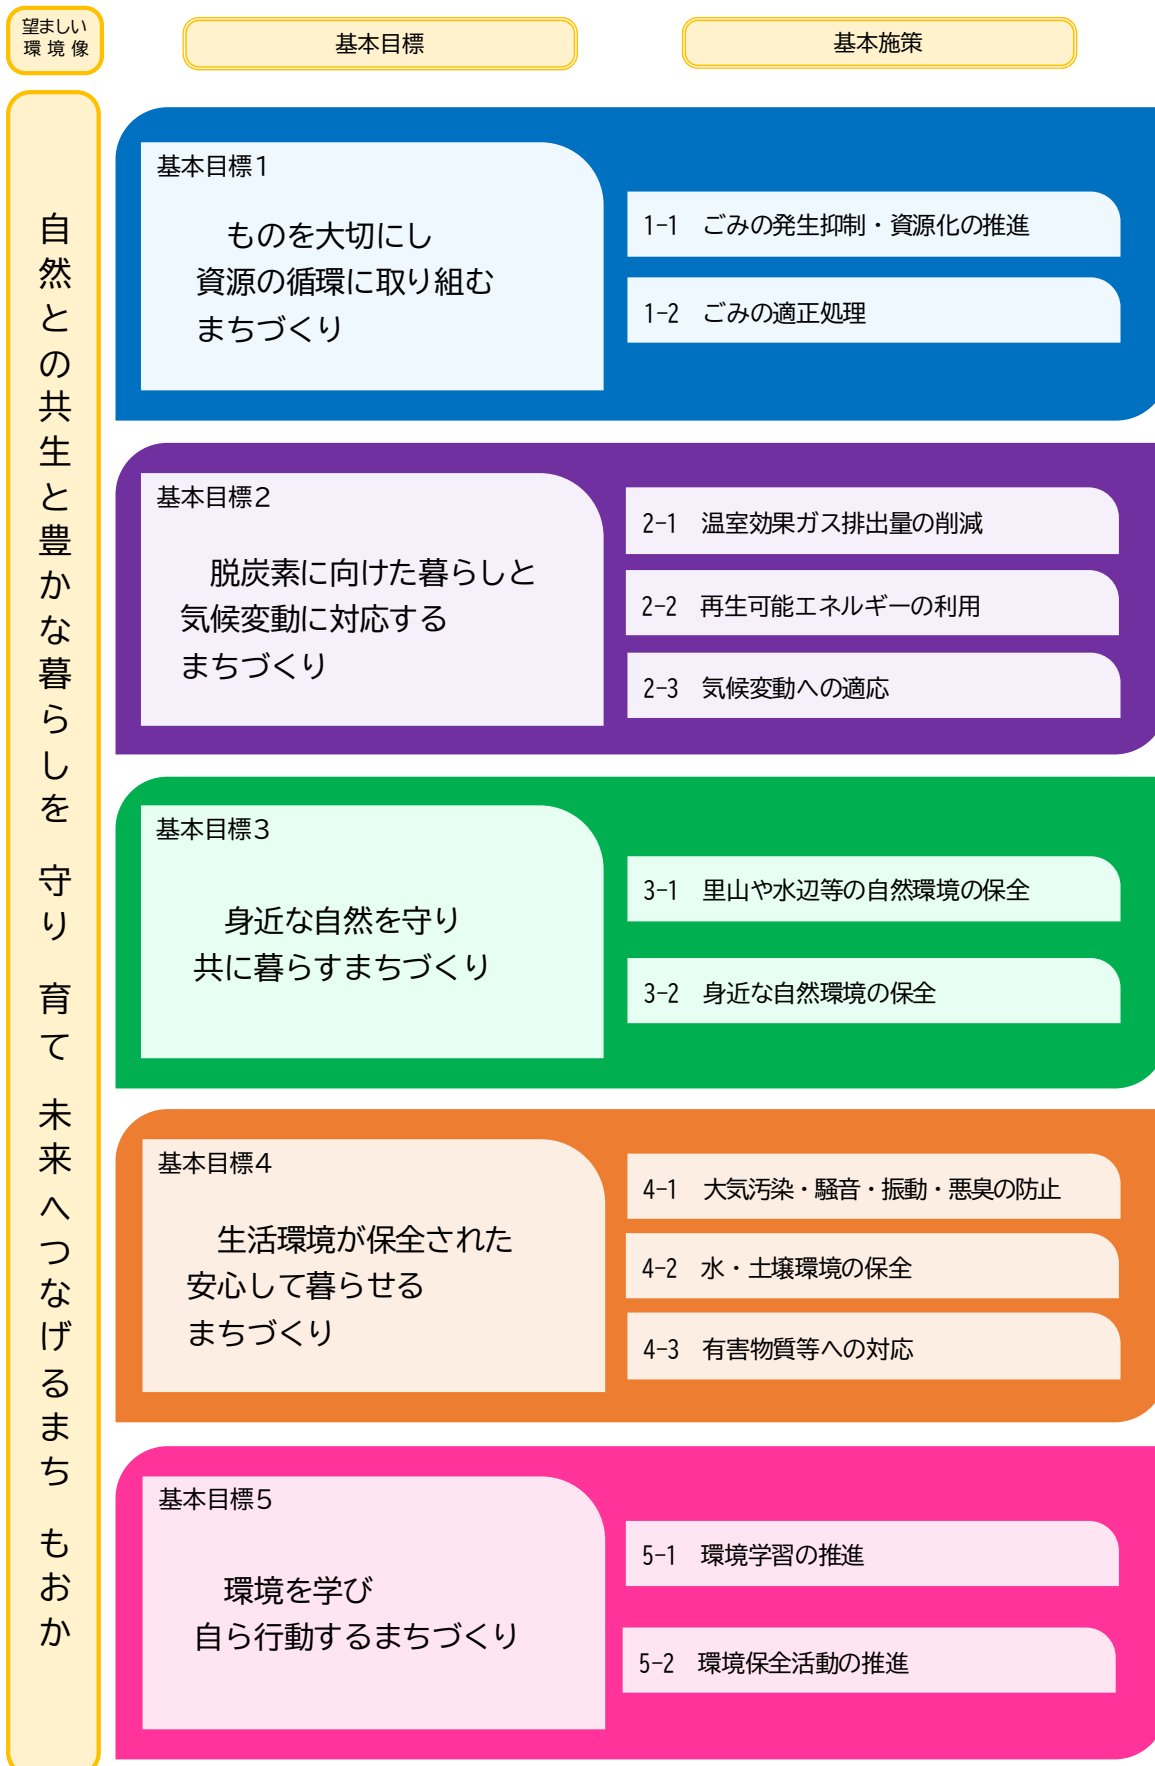 望ましい
環境像
基本目標
基本施策
自然との共生と豊かな暮らしを 守り 育て 未来へつなげるまち もおか
基本目標1
ものを大切にし
資源の循環に取り組む
まちづくり
1-1 ごみの発生抑制・資源化の推進
1-2 ごみの適正処理
基本目標2
脱炭素に向けた暮らしと
気候変動に対応する
まちづくり
2-1 温室効果ガス排出量の削減
2-2 再生可能エネルギーの利用
2-3 気候変動への適応
基本目標3
身近な自然を守り
共に暮らすまちづくり
3-1 里山や水辺等の自然環境の保全
3-2 身近な自然環境の保全
基本目標4
生活環境が保全された
安心して暮らせる
まちづくり
4-1 大気汚染・騒音・振動・悪臭の防止
4-2 水・土壌環境の保全
4-3 有害物質等への対応
基本目標5
環境を学び
自ら行動するまちづくり
5-1 環境学習の推進
5-2 環境保全活動の推進